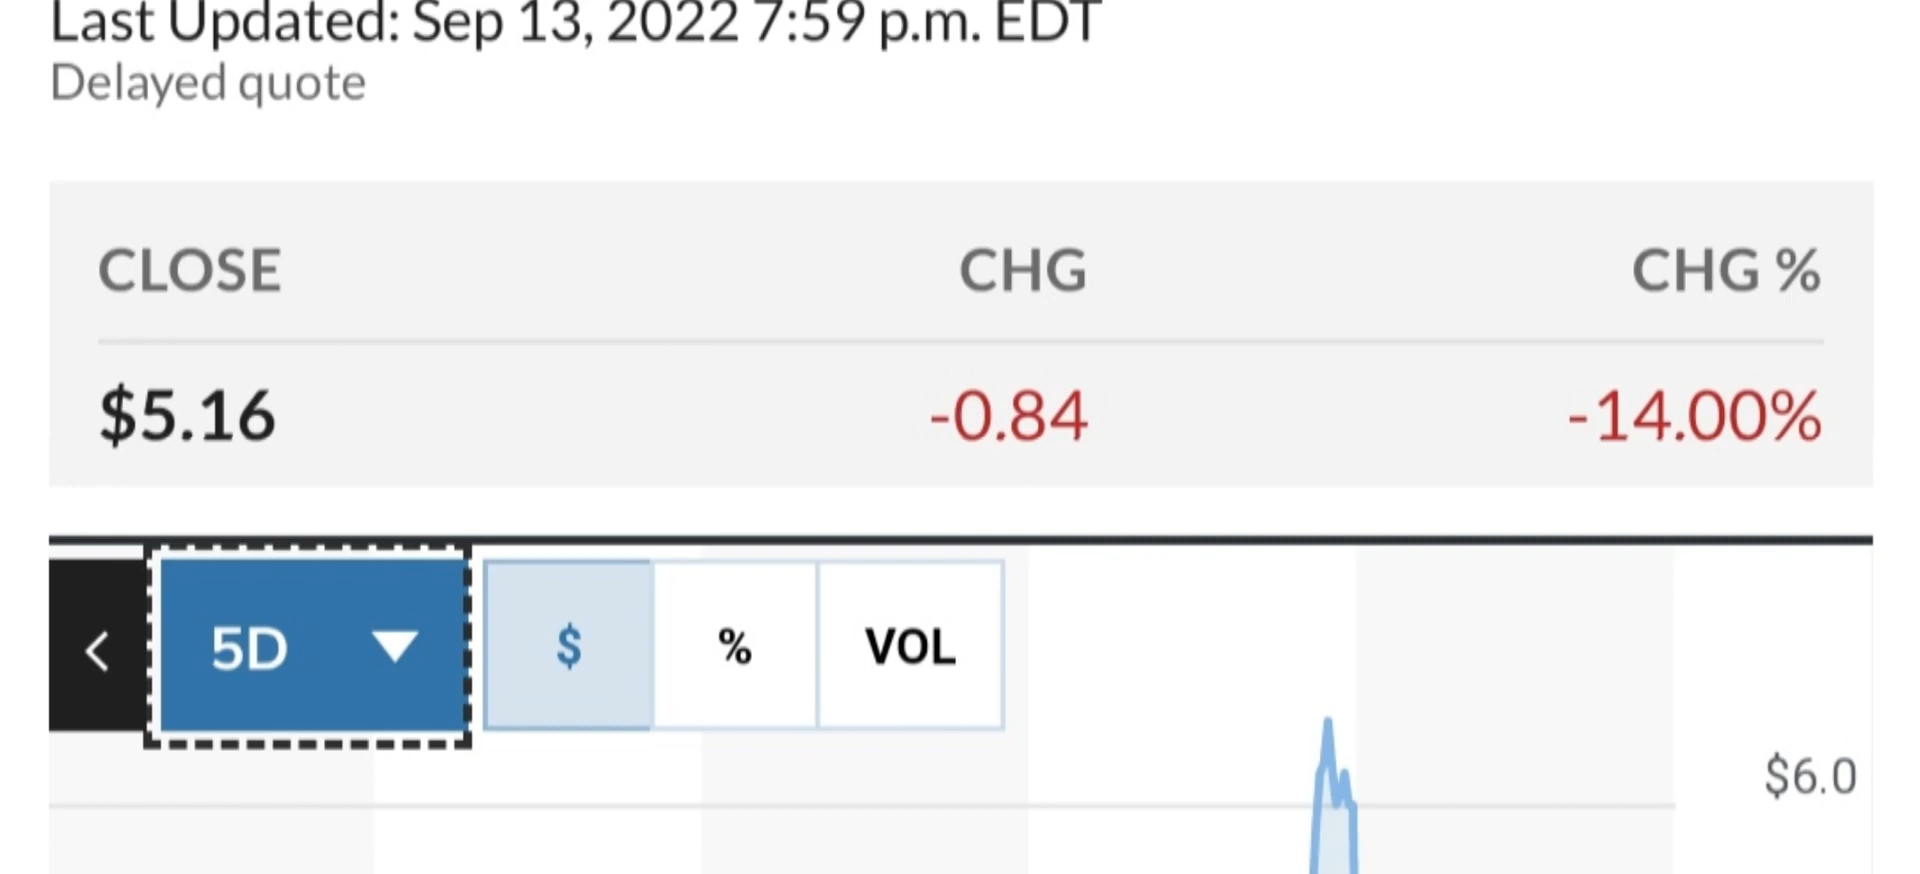 Last Updated: Sep 13, 2022 7:59 p.m. EDT
Delayed quote
CLOSE CHG CHG %
$5.16 -0.84 -14.00%
< 5D ▼ $ % VOL
$6.0